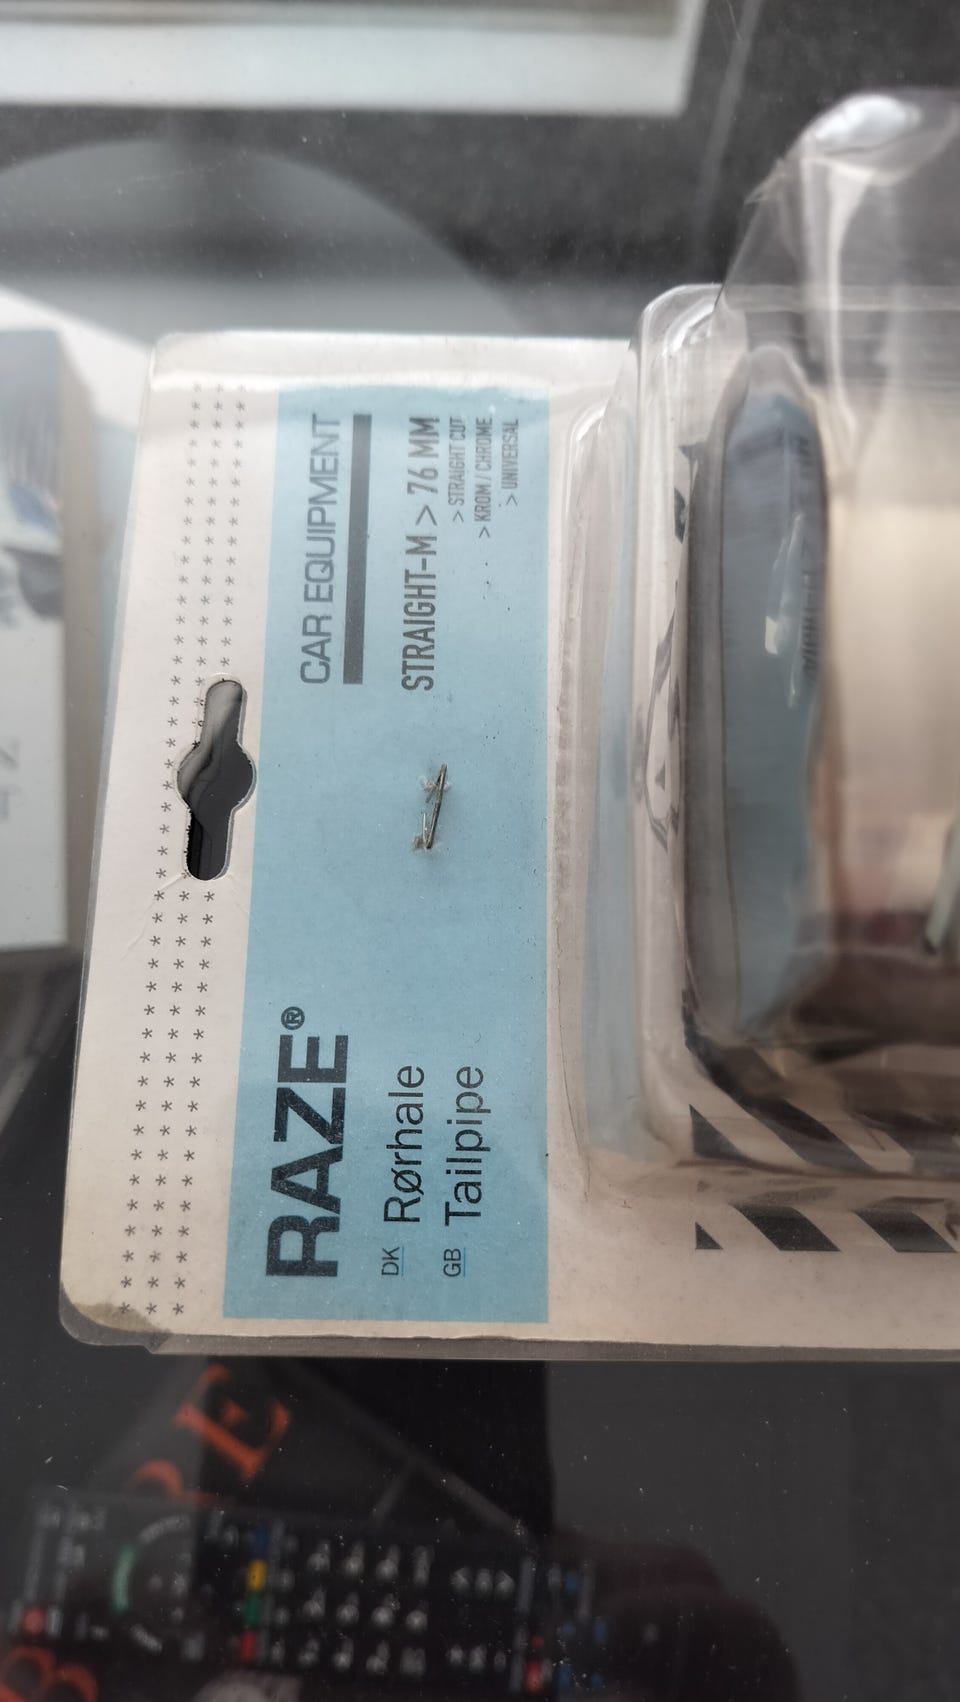 RAZE®
CAR EQUIPMENT
DK Rørhale
GB Tailpipe
STRAIGHT-M > 76 MM
> STRAIGHT CUT
> KROM / CHROME
> UNIVERSAL